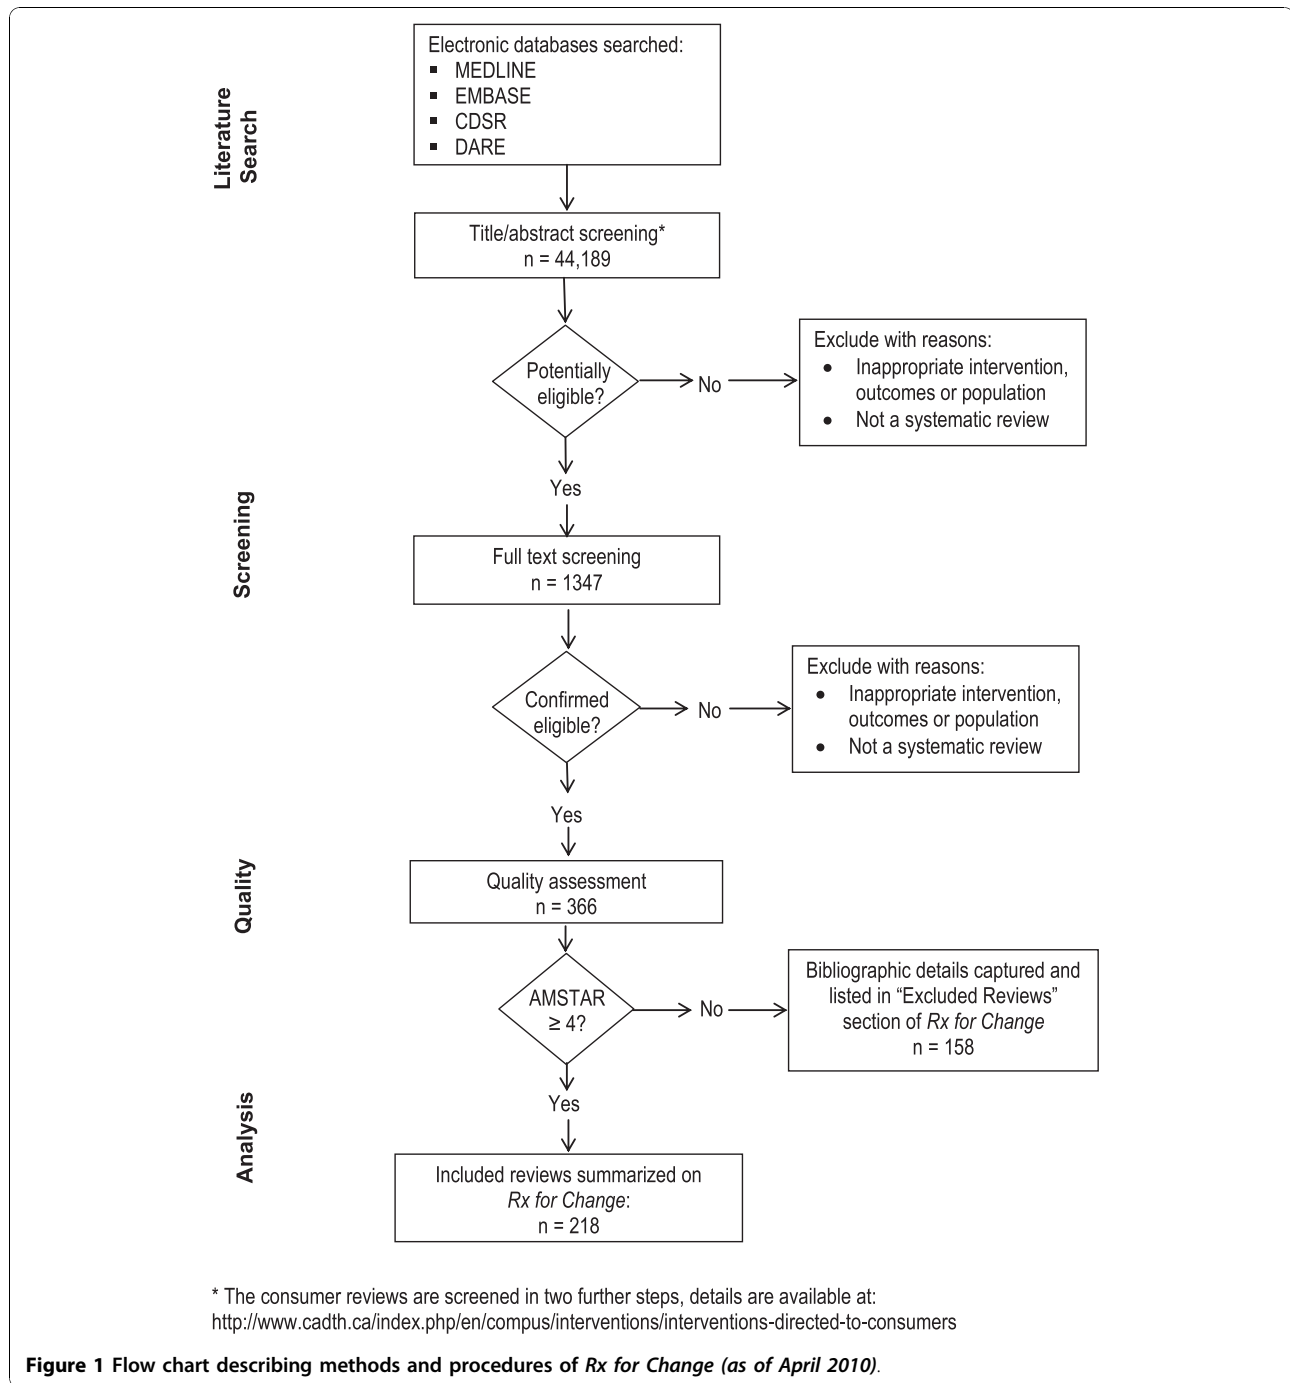 Literature
Search
Electronic databases searched:
▪ MEDLINE
▪ EMBASE
▪ CDSR
▪ DARE
Title/abstract screening*
n = 44,189
Potentially
eligible?
No
Exclude with reasons:
● Inappropriate intervention,
outcomes or population
● Not a systematic review
Yes
Screening
Full text screening
n = 1347
Confirmed
eligible?
No
Exclude with reasons:
● Inappropriate intervention,
outcomes or population
● Not a systematic review
Yes
Quality
Quality assessment
n = 366
AMSTAR
≥ 4?
No
Bibliographic details captured and
listed in “Excluded Reviews”
section of Rx for Change
n = 158
Yes
Analysis
Included reviews summarized on
Rx for Change:
n = 218
* The consumer reviews are screened in two further steps, details are available at:
http://www.cadth.ca/index.php/en/compus/interventions/interventions-directed-to-consumers
Figure 1 Flow chart describing methods and procedures of Rx for Change (as of April 2010).